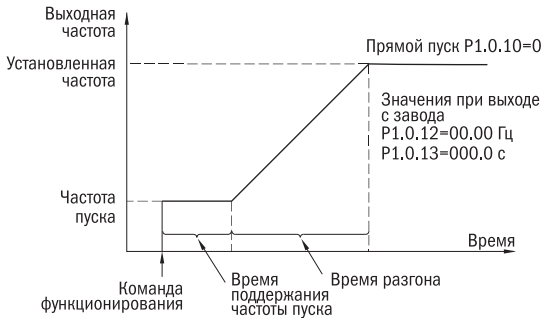 Выходная
частота
Прямой пуск P1.0.10=0
Установленная
частота
Значения при выходе
с завода
P1.0.12=00.00 Гц
P1.0.13=000.0 с
Частота
пуска
Время
Команда
функционирования
Время
поддержания
частоты пуска
Время разгона